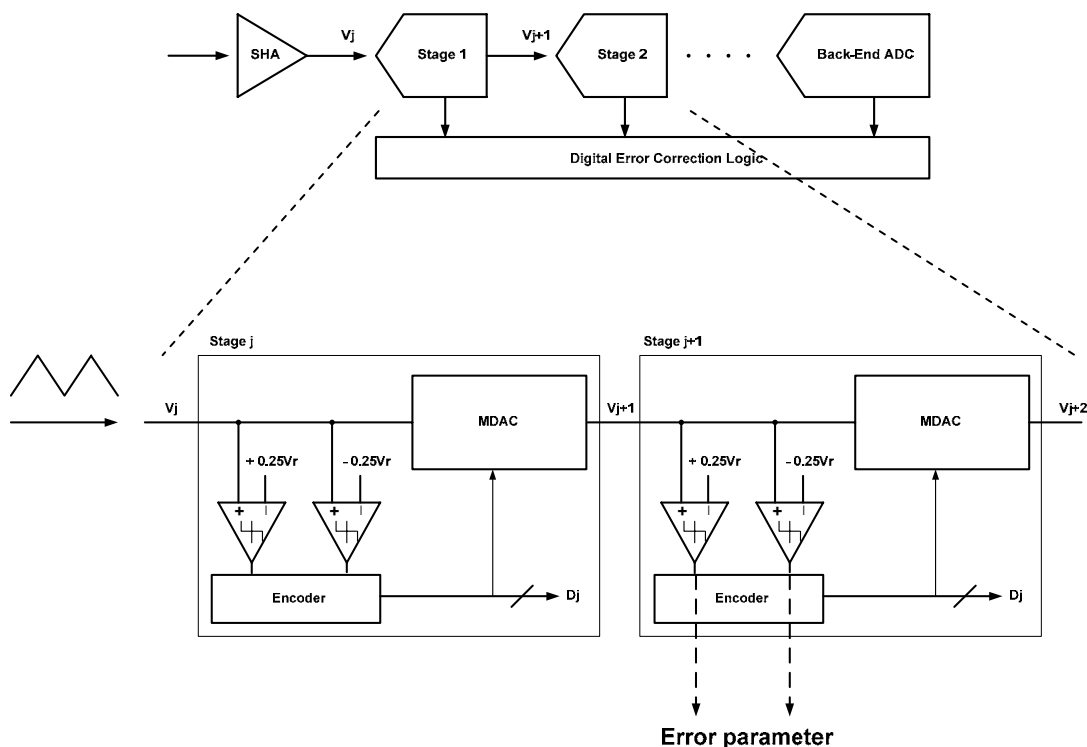 SHA
Vj
Stage 1
Vj+1
Stage 2
Back-End ADC
Digital Error Correction Logic
Stage j
Stage j+1
Vj
MDAC
Vj+1
MDAC
Vj+2
+ 0.25Vr
– 0.25Vr
+ 0.25Vr
– 0.25Vr
+ –
+ –
+ –
+ –
Encoder
Dj
Encoder
Dj
Error parameter